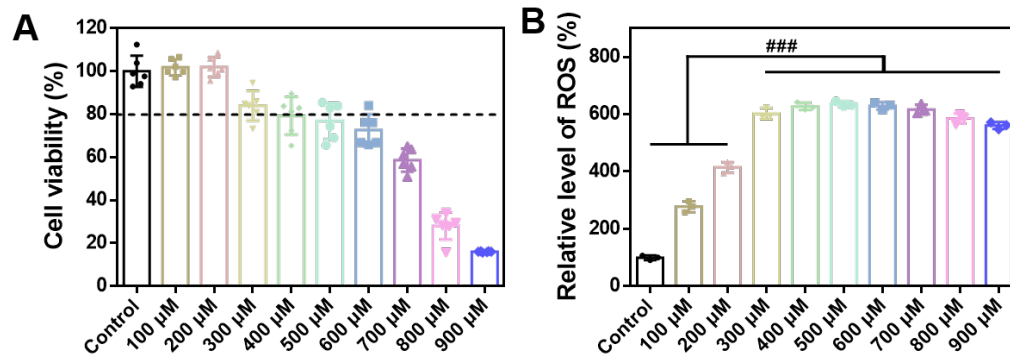 A
Cell viability (%)
120
100
80
60
40
20
0
Control
100 μM
200 μM
300 μM
400 μM
500 μM
600 μM
700 μM
800 μM
900 μM
B
Relative level of ROS (%)
800
600
400
200
0
###
Control
100 μM
200 μM
300 μM
400 μM
500 μM
600 μM
700 μM
800 μM
900 μM